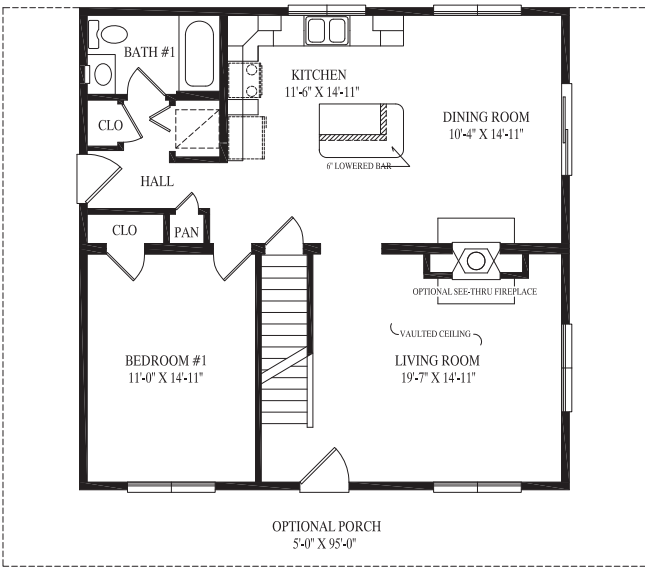 BATH #1
KITCHEN
11'-6" X 14'-11"
DINING ROOM
10'-4" X 14'-11"
CLO
6" LOWERED BAR
HALL
CLO
PAN
OPTIONAL SEE-THRU FIREPLACE
VAULTED CEILING
BEDROOM #1
11'-0" X 14'-11"
LIVING ROOM
19'-7" X 14'-11"
OPTIONAL PORCH
5'-0" X 95'-0"